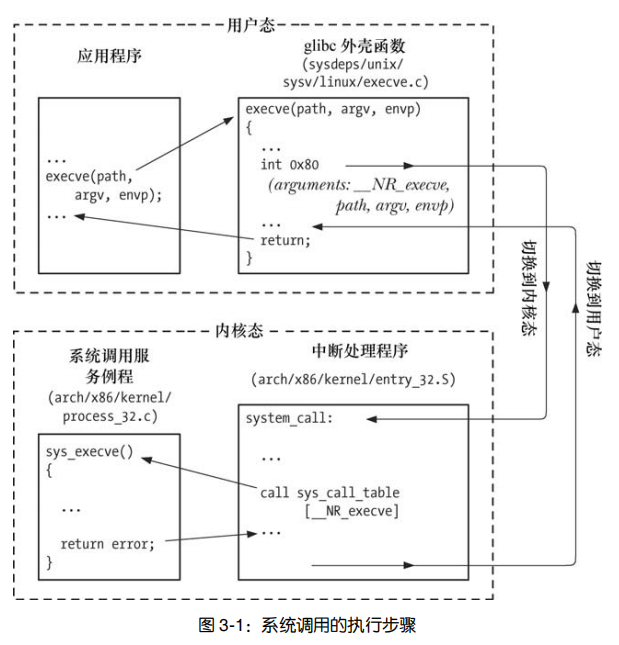 用户态
应用程序
glibc 外壳函数
(sysdeps/unix/
sysv/linux/execve.c)
...
execve(path,
argv, envp);
...
execve(path, argv, envp)
{
...
int 0x80
(arguments: __NR_execve,
path, argv, envp)
...
return;
}
切换到内核态
切换到用户态
内核态
系统调用服
务例程
(arch/x86/kernel/
process_32.c)
中断处理程序
(arch/x86/kernel/entry_32.S)
sys_execve()
{
...
return error;
}
system_call:
...
call sys_call_table
[__NR_execve]
...
图 3-1：系统调用的执行步骤